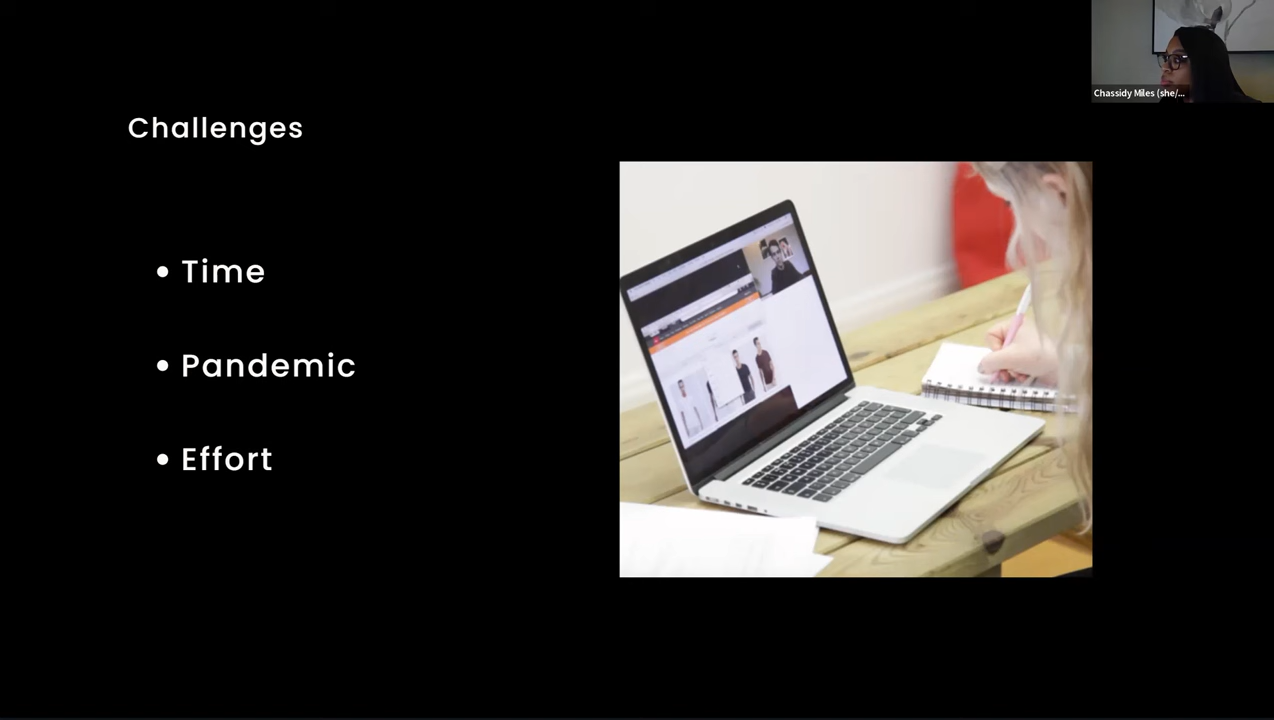 Chassidy Miles (she/...
Challenges
• Time
• Pandemic
• Effort